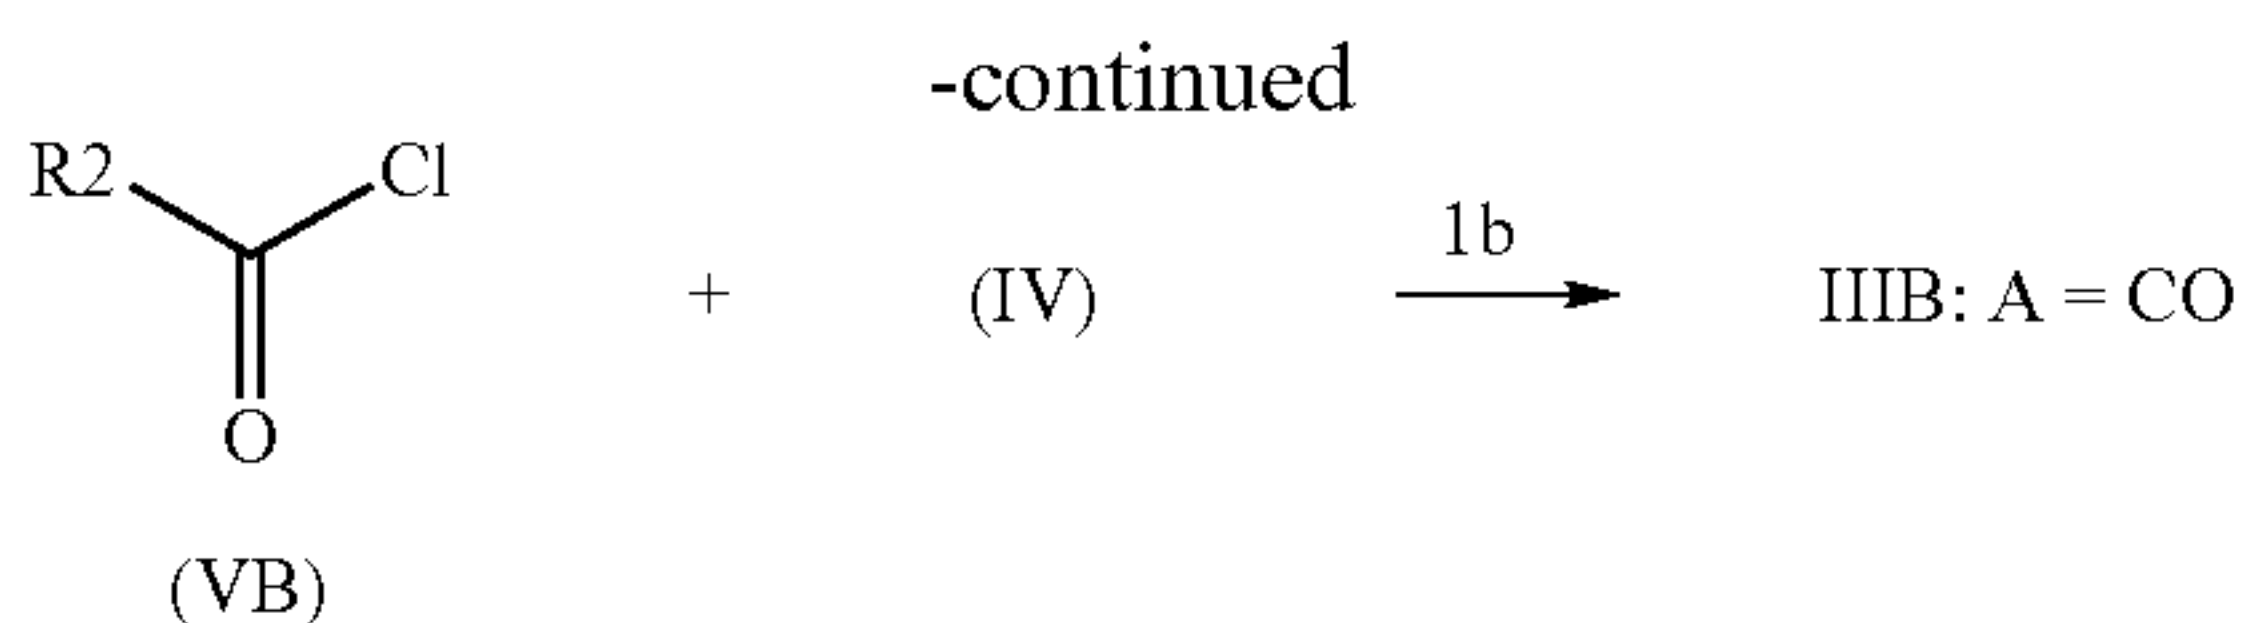 -continued
R2 Cl
1b
+ (IV) IIIB: A = CO
O
(VB)